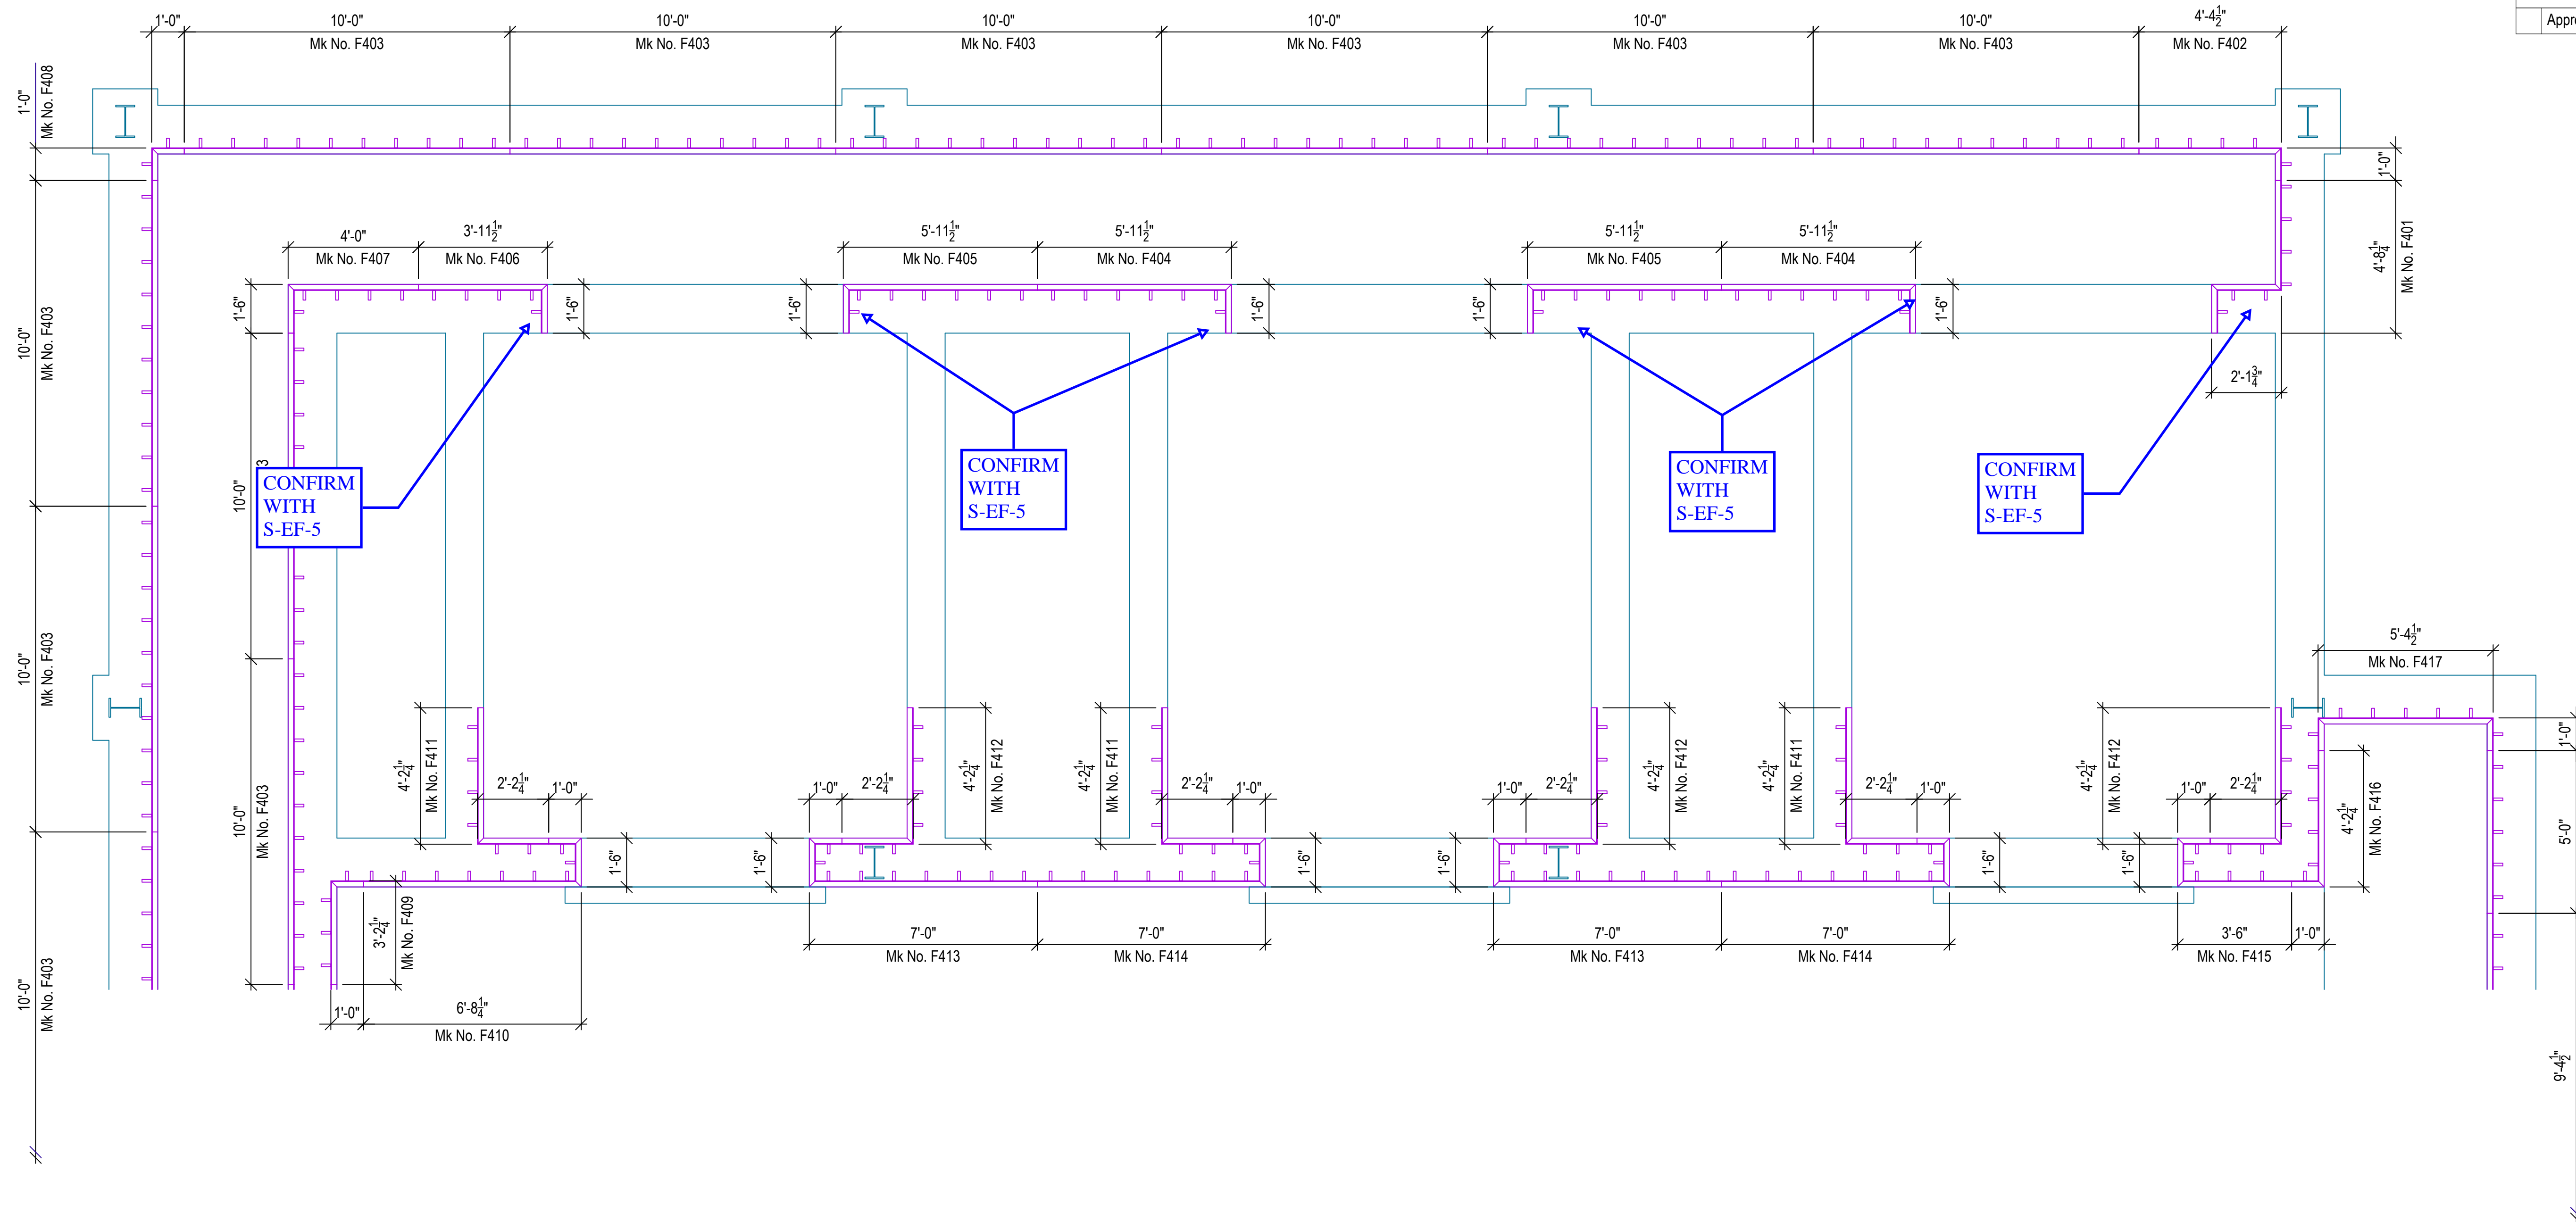 Appr
1'-0" 10'-0" 10'-0" 10'-0" 10'-0" 10'-0" 10'-0" 4'-4½"
Mk No. F403 Mk No. F403 Mk No. F403 Mk No. F403 Mk No. F403 Mk No. F403 Mk No. F402
1'-0"
Mk No. F408
10'-0"
Mk No. F403
10'-0"
Mk No. F403
10'-0"
Mk No. F403
1'-0"
4'-8¼"
Mk No. F401
4'-0" 3'-11½" 5'-11½" 5'-11½" 5'-11½" 5'-11½"
Mk No. F407 Mk No. F406 Mk No. F405 Mk No. F404 Mk No. F405 Mk No. F404
1'-6" 1'-6" 1'-6" 1'-6" 1'-6" 1'-6"
2'-1¾"
10'-0"
3
CONFIRM
WITH
S-EF-5
CONFIRM
WITH
S-EF-5
CONFIRM
WITH
S-EF-5
CONFIRM
WITH
S-EF-5
10'-0"
Mk No. F403
5'-4½"
Mk No. F417
4'-2¼"
Mk No. F411
4'-2¼"
Mk No. F412
4'-2¼"
Mk No. F411
4'-2¼"
Mk No. F412
4'-2¼"
Mk No. F411
4'-2¼"
Mk No. F412
2'-2¼" 1'-0" 1'-0" 2'-2¼" 2'-2¼" 1'-0" 1'-0" 2'-2¼" 2'-2¼" 1'-0" 1'-0" 2'-2¼"
4'-2¼"
Mk No. F416
1'-0"
5'-0"
9'-4½"
1'-6" 1'-6" 1'-6" 1'-6" 1'-6" 1'-6"
3'-2¼"
Mk No. F409
7'-0" 7'-0" 7'-0" 7'-0" 3'-6" 1'-0"
Mk No. F413 Mk No. F414 Mk No. F413 Mk No. F414 Mk No. F415
1'-0" 6'-8¼"
Mk No. F410